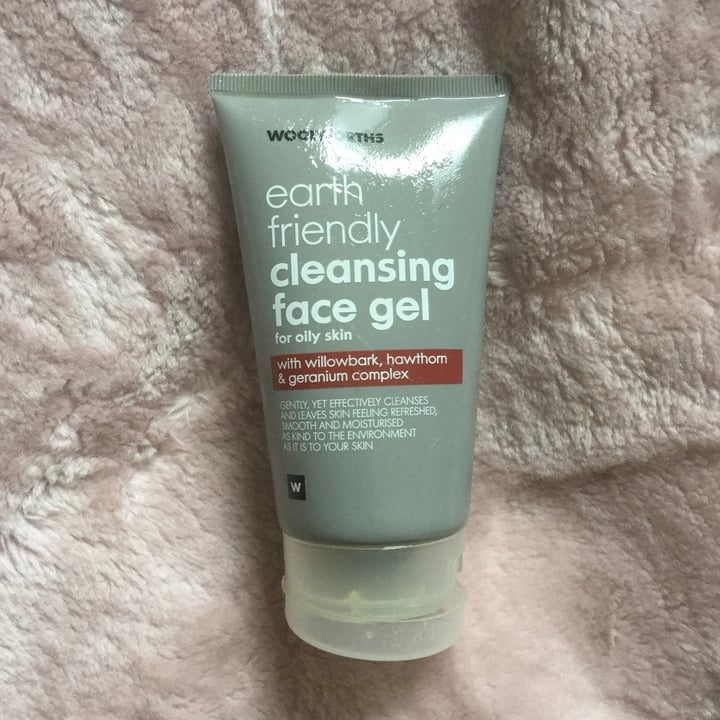 WOOLWORTHS
earth
friendly
cleansing
face gel
for oily skin
with willowbark, hawthorn
& geranium complex
GENTLY, YET EFFECTIVELY CLEANSES
AND LEAVES SKIN FEELING REFRESHED,
SMOOTH AND MOISTURISED
AS KIND TO THE ENVIRONMENT
AS IT IS TO YOUR SKIN
W